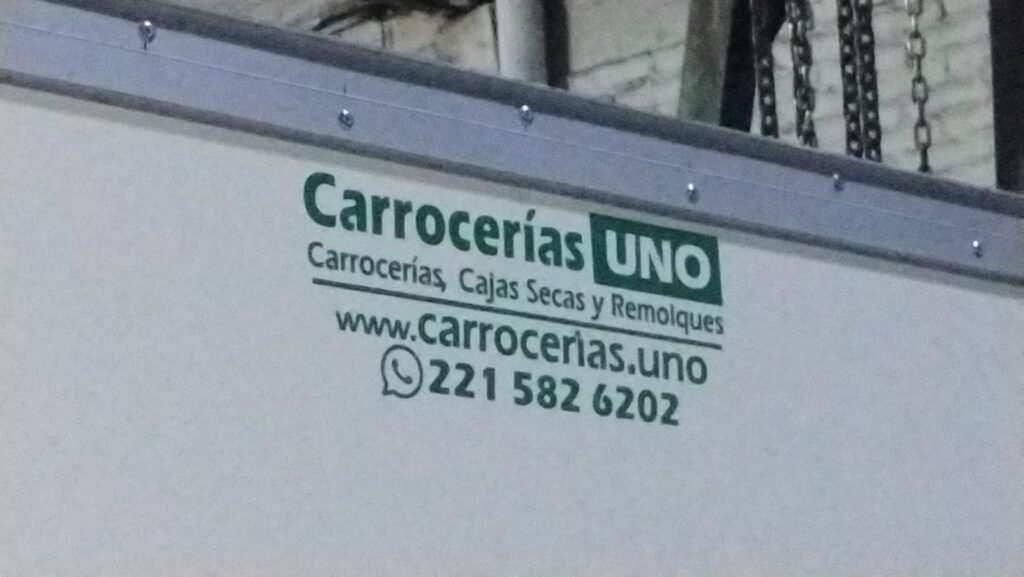 Carrocerías UNO
Carrocerías, Cajas Secas y Remolques
www.carrocerias.uno
221 582 6202